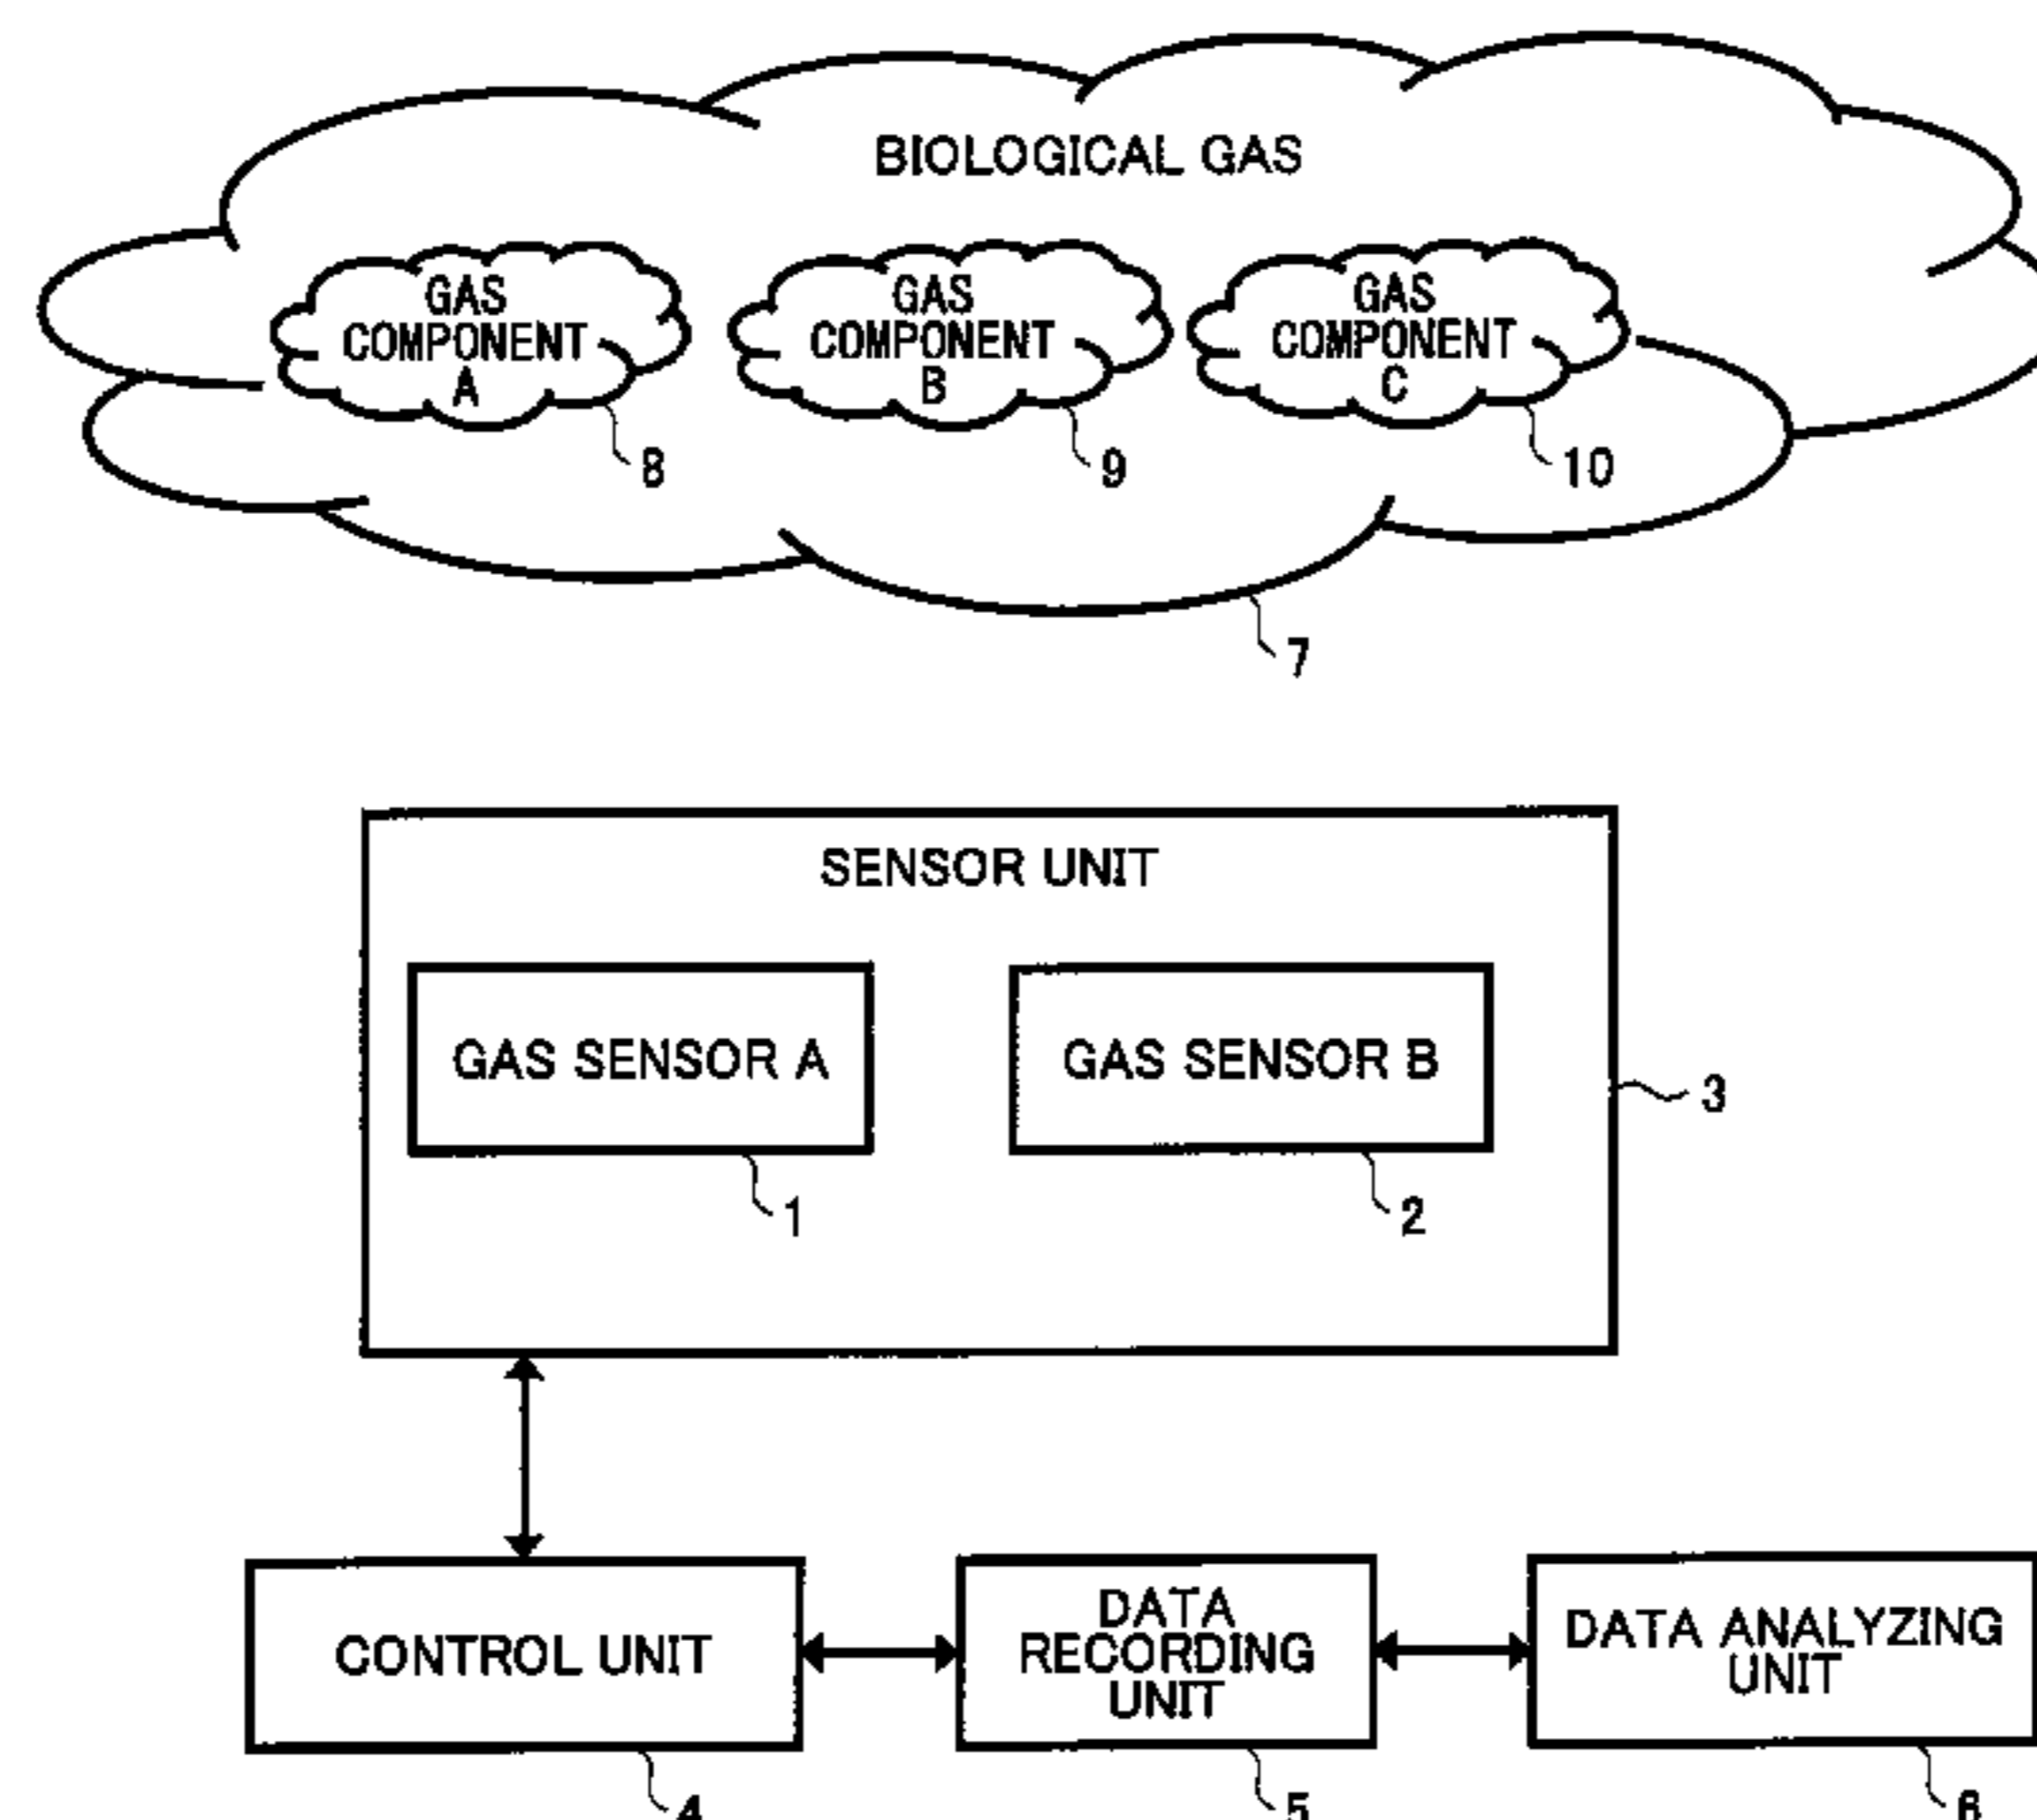 BIOLOGICAL GAS
GAS
COMPONENT
A
GAS
COMPONENT
B
GAS
COMPONENT
C
8
9
10
7
SENSOR UNIT
GAS SENSOR A
GAS SENSOR B
3
1
2
CONTROL UNIT
DATA
RECORDING
UNIT
DATA ANALYZING
UNIT
4
5
6